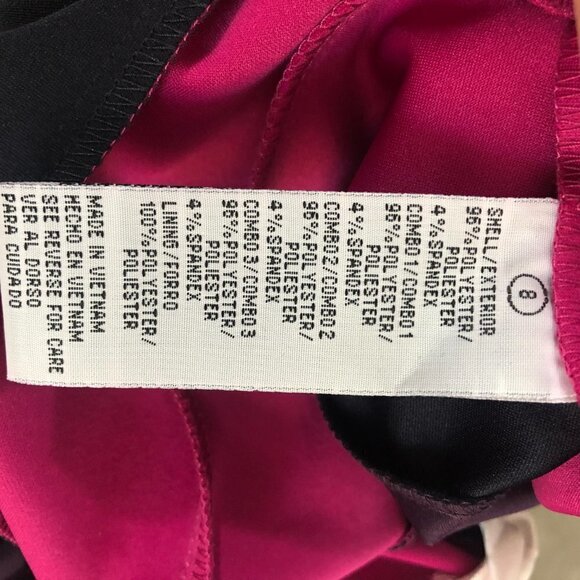 8
SHELL/EXTERIOR
96%POLYESTER/
POLIESTER
4%SPANDEX
COMBO1/COMBO1
96%POLYESTER/
POLIESTER
4%SPANDEX
COMBO2/COMBO2
96%POLYESTER/
POLIESTER
4%SPANDEX
COMBO3/COMBO3
96%POLYESTER/
POLIESTER
4%SPANDEX
LINING/FORRO
100%POLYESTER/
POLIESTER
MADE IN VIETNAM
HECHO EN VIETNAM
SEE REVERSE FOR CARE
VER AL DORSO
PARA CUIDADO